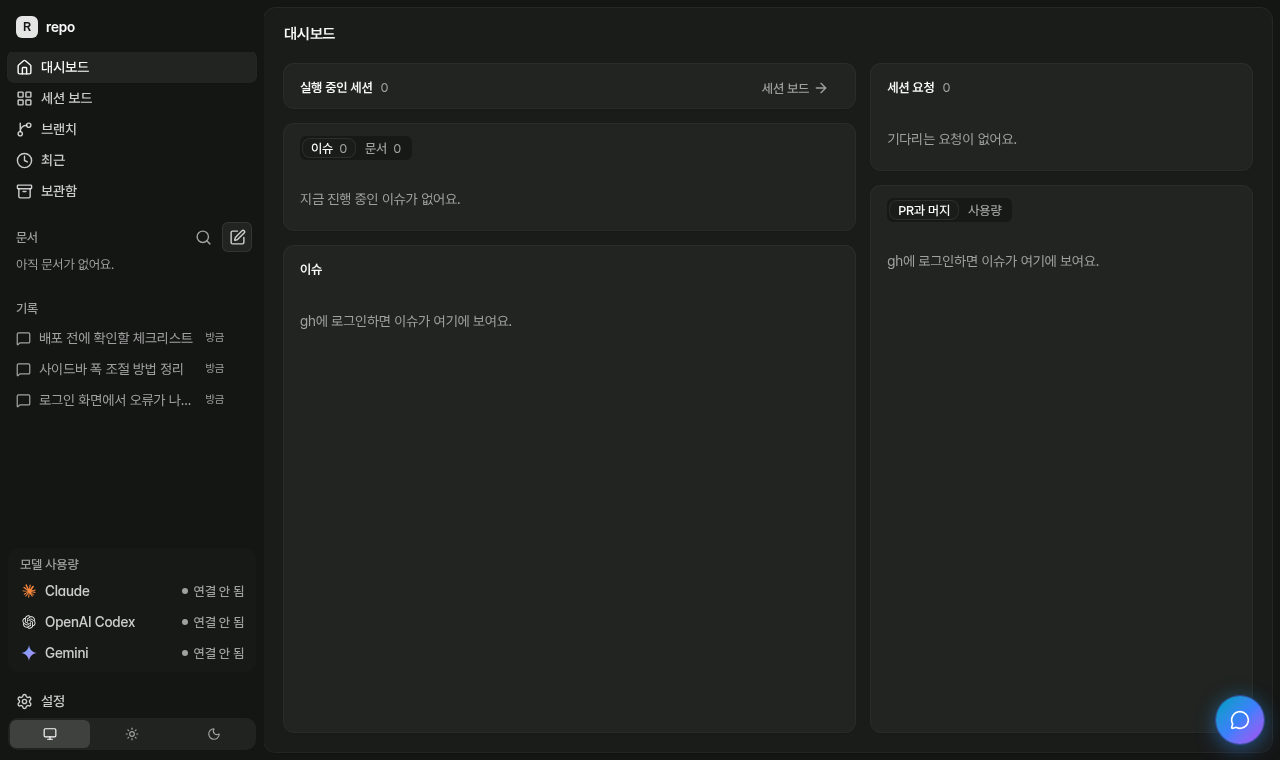 R repo
대시보드
세션 보드
브랜치
최근
보관함
문서
아직 문서가 없어요.
기록
배포 전에 확인할 체크리스트 방금
사이드바 폭 조절 방법 정리 방금
로그인 화면에서 오류가 나... 방금
모델 사용량
Claude 연결 안 됨
OpenAI Codex 연결 안 됨
Gemini 연결 안 됨
설정
대시보드
실행 중인 세션 0 세션 보드
이슈 0 문서 0
지금 진행 중인 이슈가 없어요.
이슈
gh에 로그인하면 이슈가 여기에 보여요.
세션 요청 0
기다리는 요청이 없어요.
PR과 머지 사용량
gh에 로그인하면 이슈가 여기에 보여요.